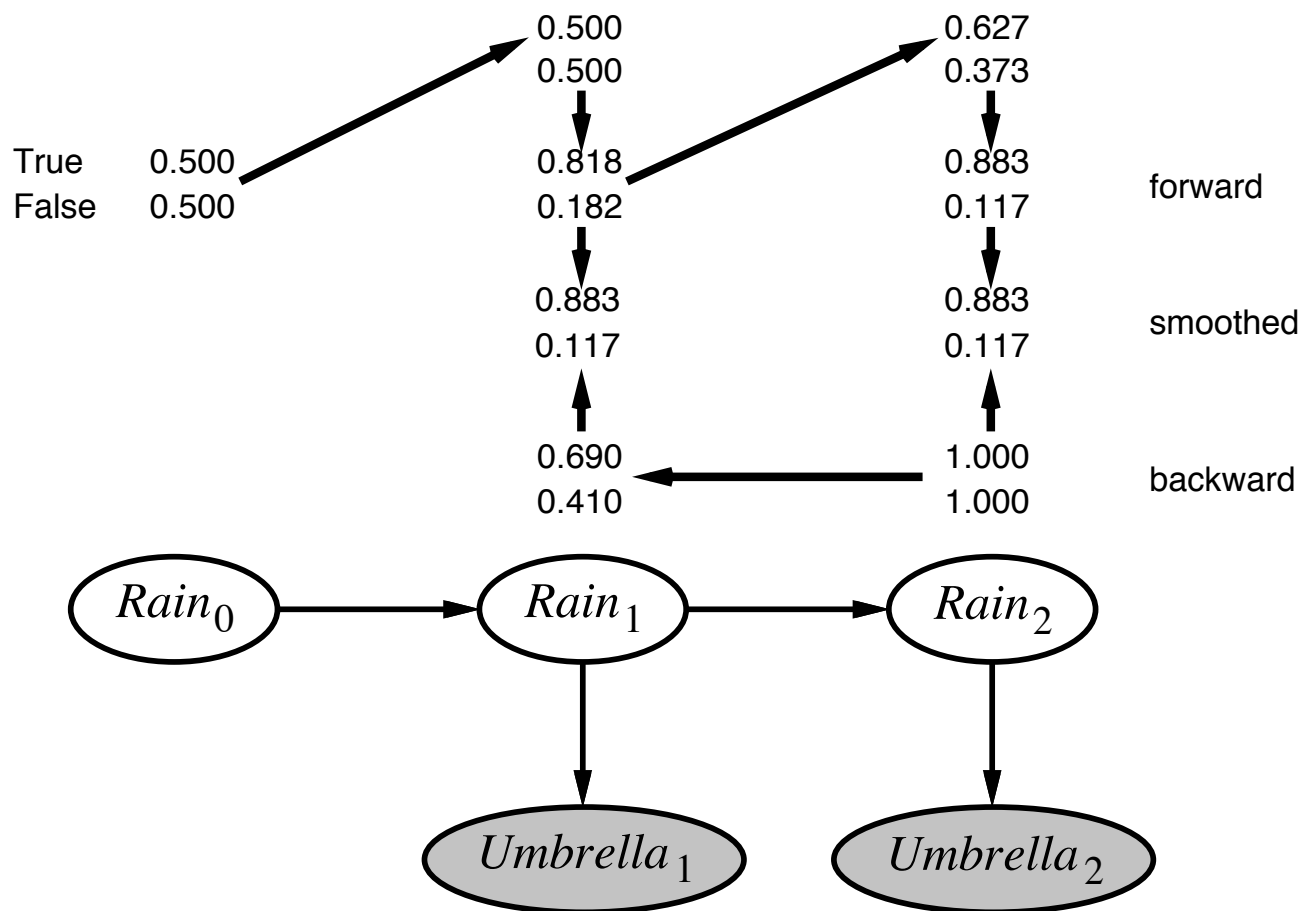 0.500 0.627
0.500 0.373
True 0.500 0.818 0.883
forward
False 0.500 0.182 0.117
0.883 0.883
smoothed
0.117 0.117
0.690 1.000
backward
0.410 1.000
Rain0 Rain1 Rain2
Umbrella1 Umbrella2